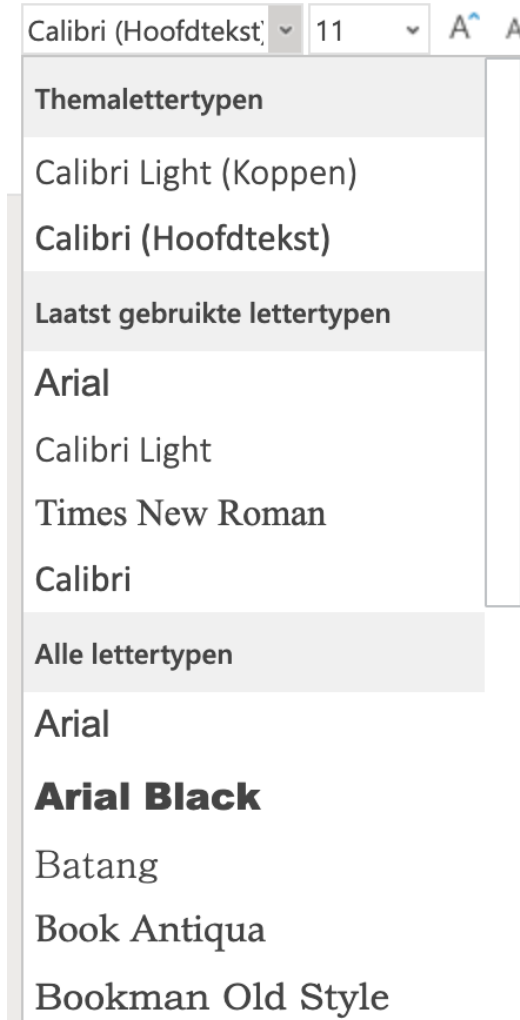 Calibri (Hoofdtekst) 11 A A
Themalettertypen
Calibri Light (Koppen)
Calibri (Hoofdtekst)
Laatst gebruikte lettertypen
Arial
Calibri Light
Times New Roman
Calibri
Alle lettertypen
Arial
Arial Black
Batang
Book Antiqua
Bookman Old Style